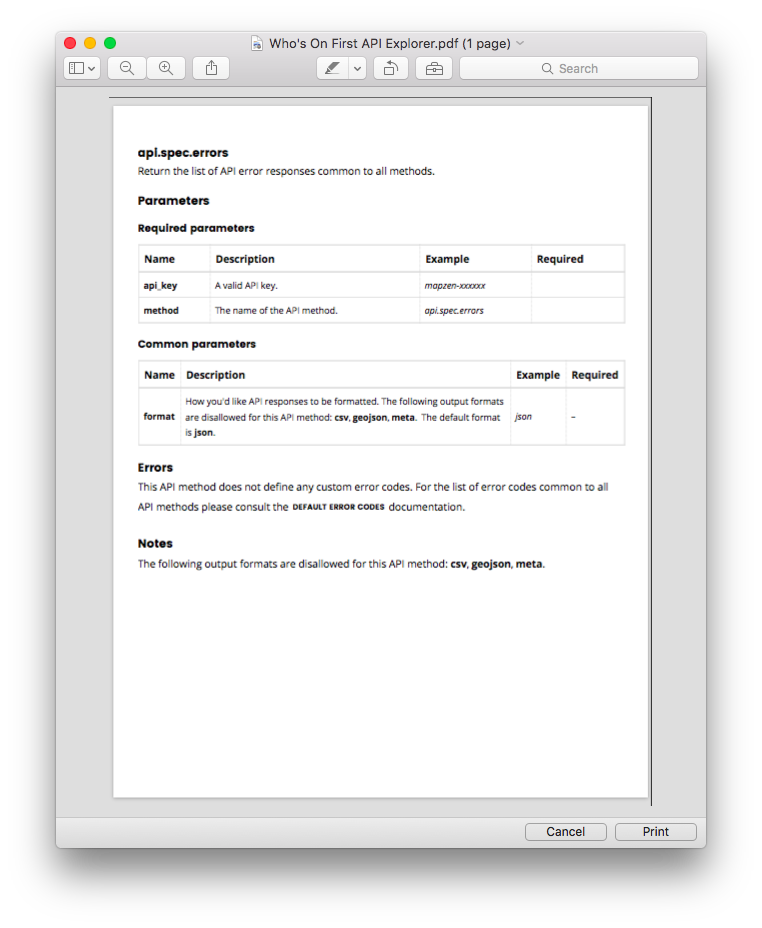 Who's On First API Explorer.pdf (1 page)
Search
api.spec.errors
Return the list of API error responses common to all methods.
Parameters
Required parameters
Name Description Example Required
api_key A valid API key. mapzen-xxxxxx
method The name of the API method. api.spec.errors
Common parameters
Name Description Example Required
How you'd like API responses to be formatted. The following output formats
format are disallowed for this API method: csv, geojson, meta. The default format json –
is json.
Errors
This API method does not define any custom error codes. For the list of error codes common to all
API methods please consult the DEFAULT ERROR CODES documentation.
Notes
The following output formats are disallowed for this API method: csv, geojson, meta.
Cancel Print